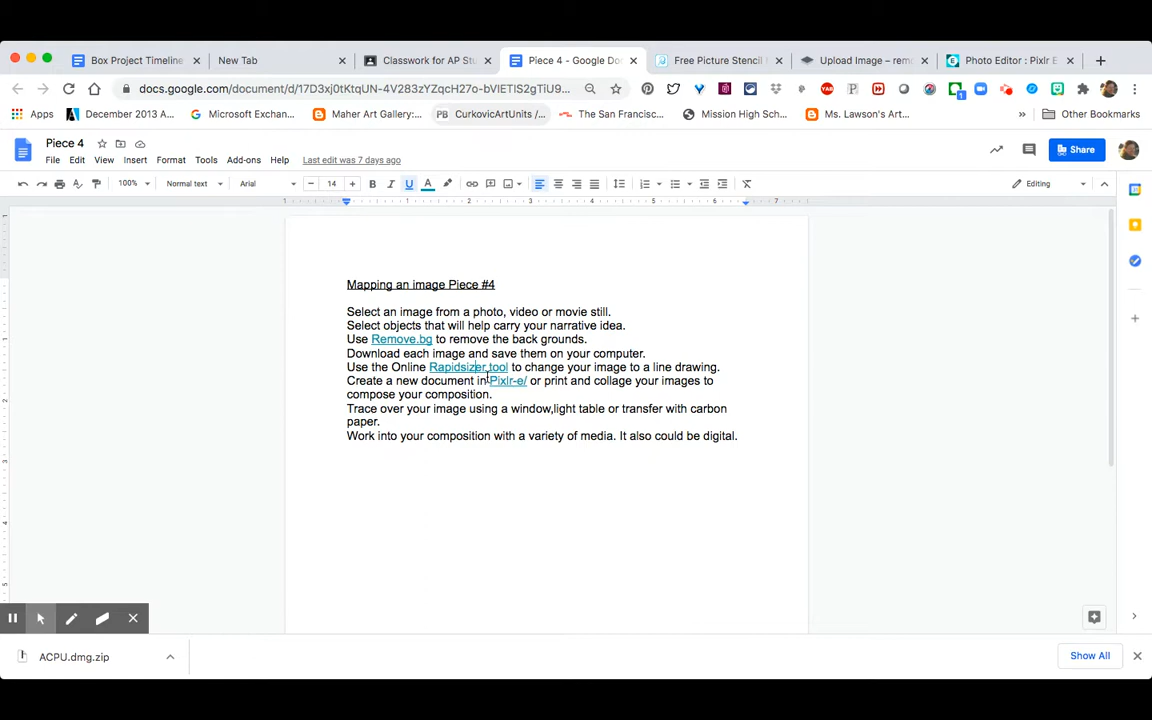 Box Project Timeline
New Tab
Classwork for AP Stu
Piece 4 - Google Doc
Free Picture Stencil
Upload Image – remo
Photo Editor : Pixlr E
docs.google.com/document/d/17D3xj0tKtqUN-4V283zYZqcH27o-bVIETlS2gTiU9...
Apps
December 2013 A...
Microsoft Exchan...
Maher Art Gallery:...
PB CurkovicArtUnits /...
The San Francisc...
Mission High Sch...
Ms. Lawson's Art...
»
Other Bookmarks
Piece 4
File Edit View Insert Format Tools Add-ons Help Last edit was 7 days ago
Share
100% Normal text Arial 14 Editing
Mapping an image Piece #4
Select an image from a photo, video or movie still.
Select objects that will help carry your narrative idea.
Use Remove.bg to remove the back grounds.
Download each image and save them on your computer.
Use the Online Rapidsizer tool to change your image to a line drawing.
Create a new document in Pixlr-e/ or print and collage your images to
compose your composition.
Trace over your image using a window,light table or transfer with carbon
paper.
Work into your composition with a variety of media. It also could be digital.
ACPU.dmg.zip
Show All